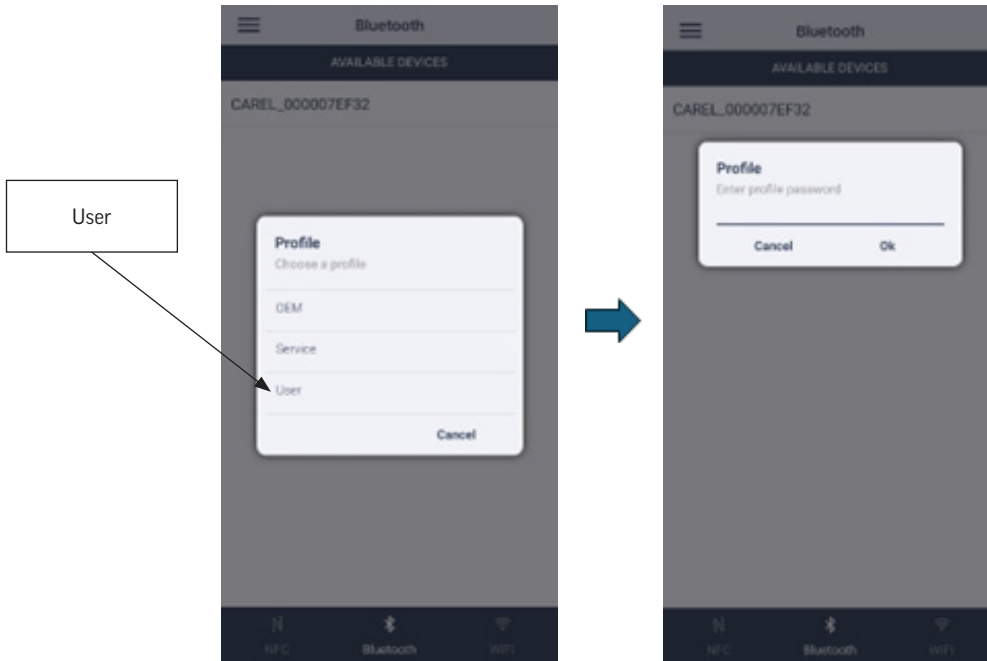 User
Bluetooth
AVAILABLE DEVICES
CAREL_000007EF32
Profile
Choose a profile
OEM
Service
User
Cancel
NFC
Bluetooth
WIFI
Bluetooth
AVAILABLE DEVICES
CAREL_000007EF32
Profile
Enter profile password
Cancel Ok
NFC
Bluetooth
WIFI